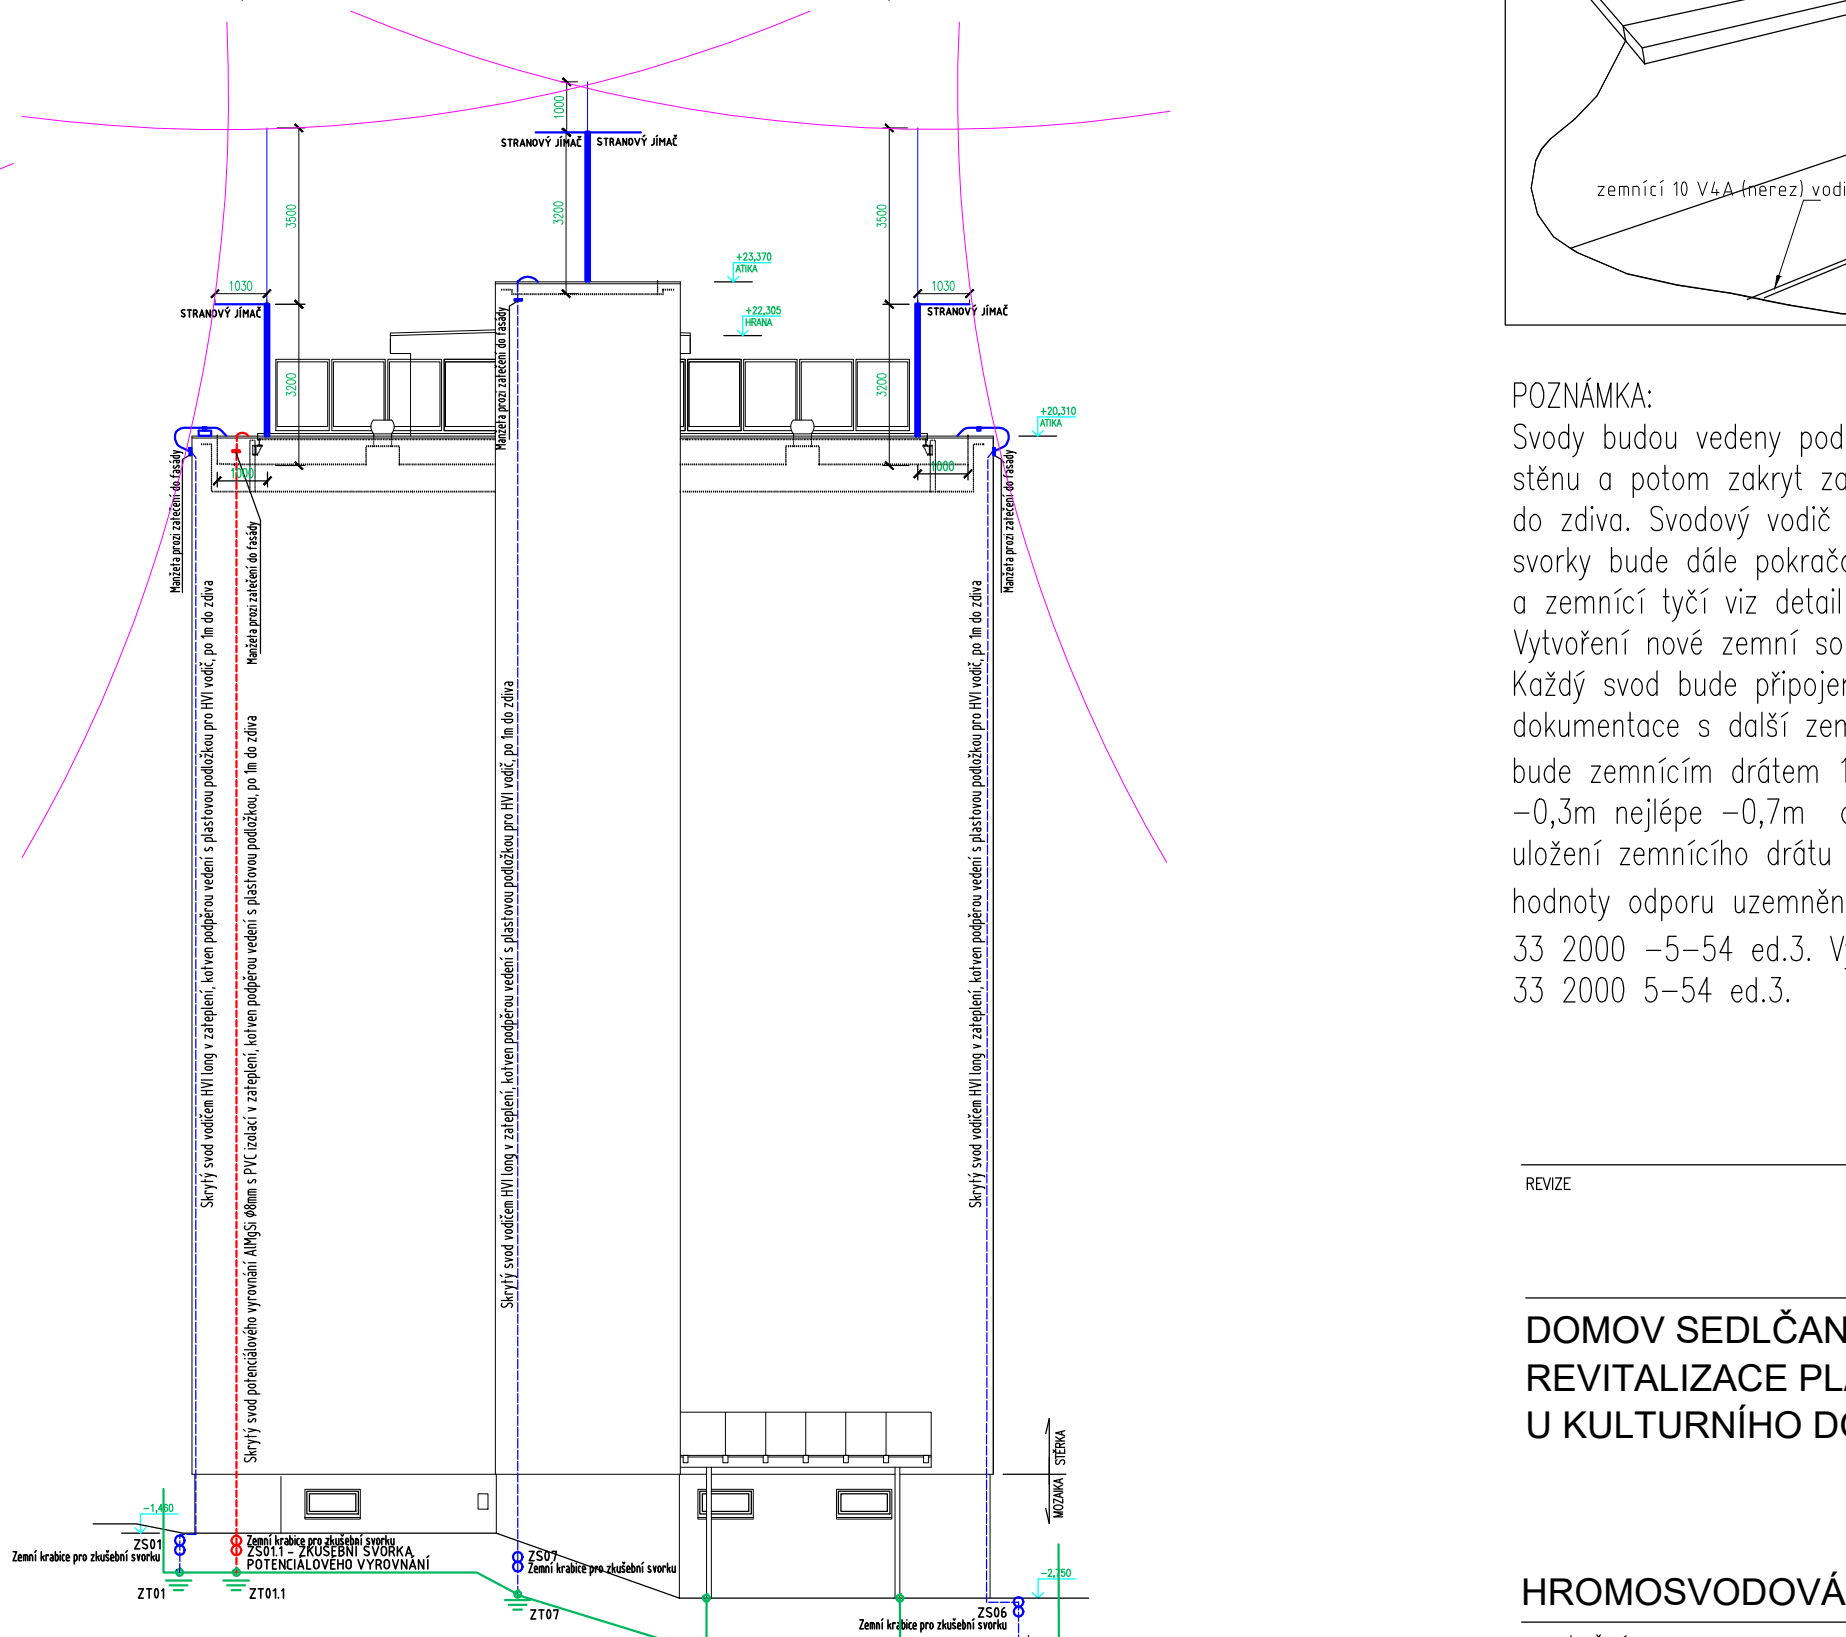 1000
STRANOVÝ JÍMAČ
STRANOVÝ JÍMAČ
3500
3200
3500
+23,370
ATIKA
1030
STRANOVÝ JÍMAČ
+22,305
HRANA
1030
STRANOVÝ JÍMAČ
3200
3200
+20,310
ATIKA
1000
1000
Manžeta prozi zatečení do fasády
Manžeta prozi zatečení do fasády
Manžeta prozi zatečení do fasády
Manžeta prozi zatečení do fasády
Skrytý svod vodičem HVI long v zateplení, kotven podpěrou vedení s plastovou podložkou pro HVI vodič, po 1m do zdiva
Skrytý svod potenciálového vyrovnání AlMgSi Ø8mm s PVC izolací v zateplení, kotven podpěrou vedení s plastovou podložkou, po 1m do zdiva
Skrytý svod vodičem HVI long v zateplení, kotven podpěrou vedení s plastovou podložkou pro HVI vodič, po 1m do zdiva
Skrytý svod vodičem HVI long v zateplení, kotven podpěrou vedení s plastovou podložkou pro HVI vodič, po 1m do zdiva
STĚRKA
MOZAIKA
-1,460
ZS01
Zemní krabice pro zkušební svorku
Zemní krabice pro zkušební svorku
ZS01.1 - ZKUŠEBNÍ SVORKA
POTENCIÁLOVÉHO VYROVNÁNÍ
ZT01
ZT01.1
ZS07
Zemní krabice pro zkušební svorku
ZT07
-2,750
ZS06
Zemní krabice pro zkušební svorku
zemnící 10 V4A (nerez) vodi
POZNÁMKA:
Svody budou vedeny pod
stěnu a potom zakryt za
do zdiva. Svodový vodič
svorky bude dále pokrač
a zemnící tyčí viz detail
Vytvoření nové zemní so
Každý svod bude připojen
dokumentace s další zem
bude zemnícím drátem 1
-0,3m nejlépe -0,7m
uložení zemnícího drátu
hodnoty odporu uzemněn
33 2000 -5-54 ed.3. Vý
33 2000 5-54 ed.3.
REVIZE
DOMOV SEDLČAN
REVITALIZACE PLÁ
U KULTURNÍHO DO
HROMOSVODOVÁ